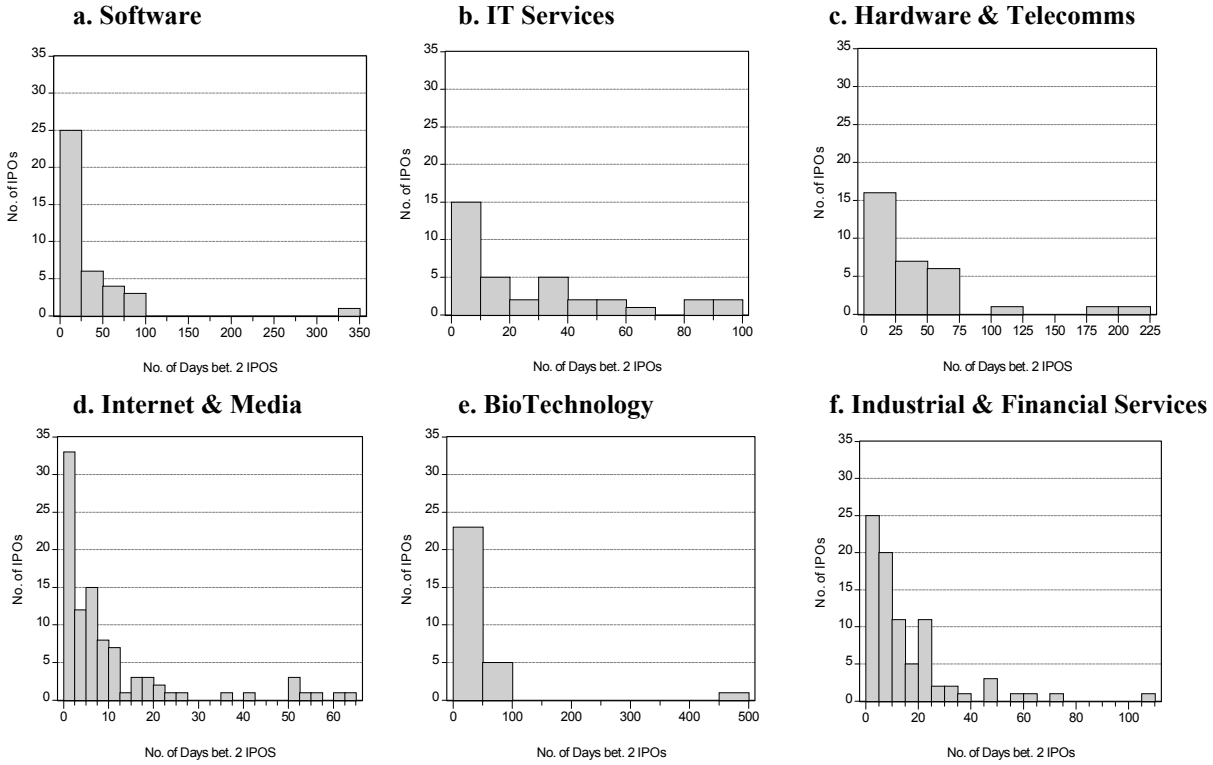 a. Software
35
30
25
20
15
10
5
0
No. of IPOs
0 50 100 150 200 250 300 350
No. of Days bet. 2 IPOS
b. IT Services
35
30
25
20
15
10
5
0
No. of IPOs
0 20 40 60 80 100
No. of Days bet. 2 IPOs
c. Hardware & Telecomms
35
30
25
20
15
10
5
0
No. of IPOs
0 25 50 75 100 125 150 175 200 225
No. of Days bet. 2 IPOs
d. Internet & Media
35
30
25
20
15
10
5
0
No. of IPOs
0 10 20 30 40 50 60
No. of Days bet. 2 IPOS
e. BioTechnology
35
30
25
20
15
10
5
0
No. of IPOs
0 100 200 300 400 500
No. of Days bet. 2 IPOs
f. Industrial & Financial Services
35
30
25
20
15
10
5
0
No. of IPOs
0 20 40 60 80 100
No. of Days bet. 2 IPOs